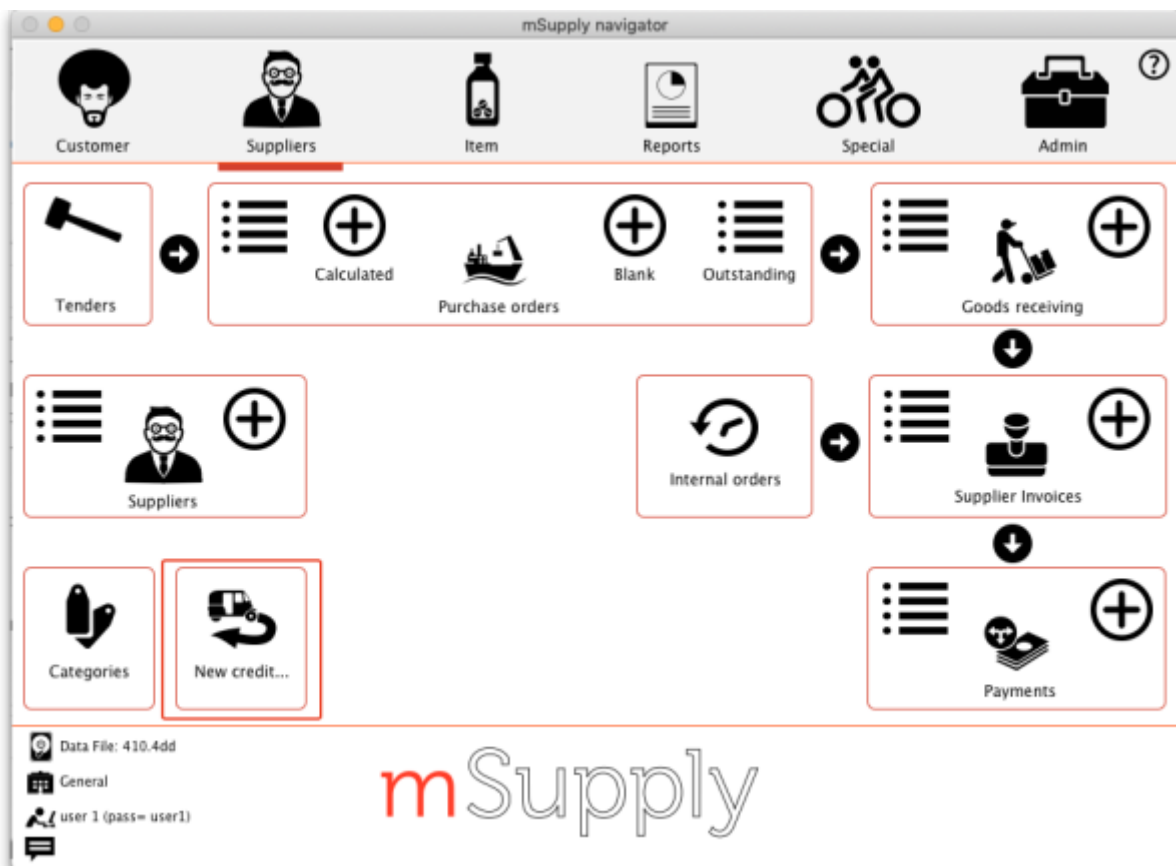 mSupply navigator
Customer
Suppliers
Item
Reports
Special
Admin
?
Tenders
Calculated
Blank
Outstanding
Purchase orders
Goods receiving
Suppliers
Internal orders
Supplier Invoices
Categories
New credit...
Payments
Data File: 410.4dd
General
user 1 (pass= user1)
mSupply